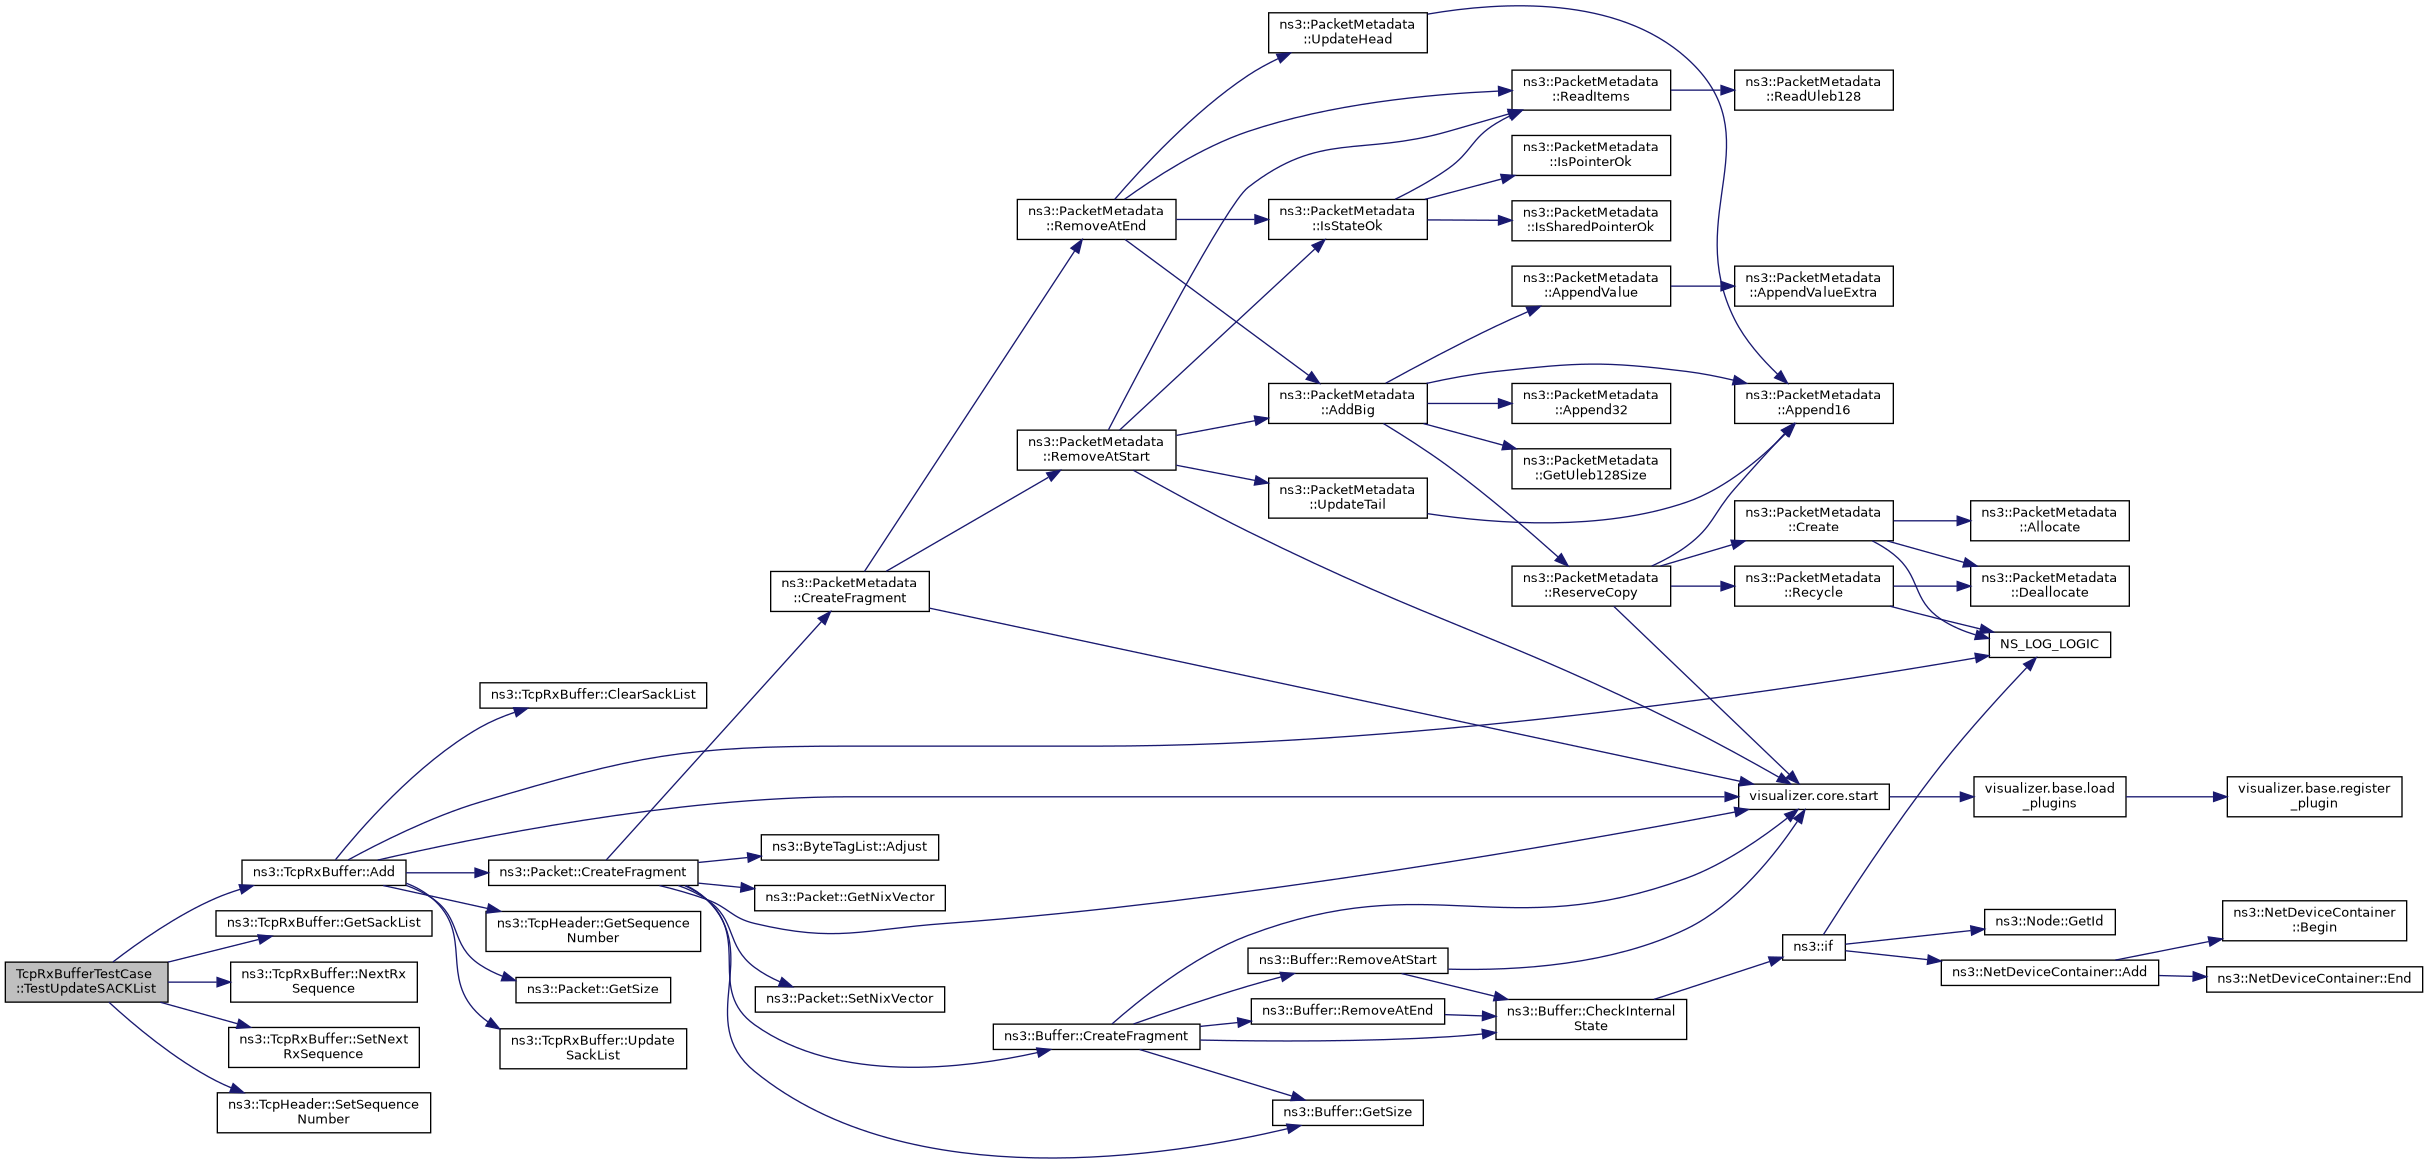 ns3::PacketMetadata
::UpdateHead
ns3::PacketMetadata
::ReadItems
ns3::PacketMetadata
::ReadUleb128
ns3::PacketMetadata
::IsPointerOk
ns3::PacketMetadata
::RemoveAtEnd
ns3::PacketMetadata
::IsStateOk
ns3::PacketMetadata
::IsSharedPointerOk
ns3::PacketMetadata
::AppendValue
ns3::PacketMetadata
::AppendValueExtra
ns3::PacketMetadata
::AddBig
ns3::PacketMetadata
::Append32
ns3::PacketMetadata
::Append16
ns3::PacketMetadata
::RemoveAtStart
ns3::PacketMetadata
::GetUleb128Size
ns3::PacketMetadata
::UpdateTail
ns3::PacketMetadata
::Create
ns3::PacketMetadata
::Allocate
ns3::PacketMetadata
::CreateFragment
ns3::PacketMetadata
::ReserveCopy
ns3::PacketMetadata
::Recycle
ns3::PacketMetadata
::Deallocate
NS_LOG_LOGIC
ns3::TcpRxBuffer::ClearSackList
visualizer.core.start
visualizer.base.load
_plugins
visualizer.base.register
_plugin
ns3::ByteTagList::Adjust
ns3::TcpRxBuffer::Add
ns3::Packet::CreateFragment
ns3::Packet::GetNixVector
ns3::TcpRxBuffer::GetSackList
ns3::TcpHeader::GetSequence
Number
ns3::Node::GetId
ns3::NetDeviceContainer
::Begin
ns3::if
ns3::Buffer::RemoveAtStart
TcpRxBufferTestCase
::TestUpdateSACKList
ns3::TcpRxBuffer::NextRx
Sequence
ns3::NetDeviceContainer::Add
ns3::NetDeviceContainer::End
ns3::Packet::GetSize
ns3::Packet::SetNixVector
ns3::Buffer::RemoveAtEnd
ns3::Buffer::CheckInternal
State
ns3::Buffer::CreateFragment
ns3::TcpRxBuffer::SetNext
RxSequence
ns3::TcpRxBuffer::Update
SackList
ns3::TcpHeader::SetSequence
Number
ns3::Buffer::GetSize